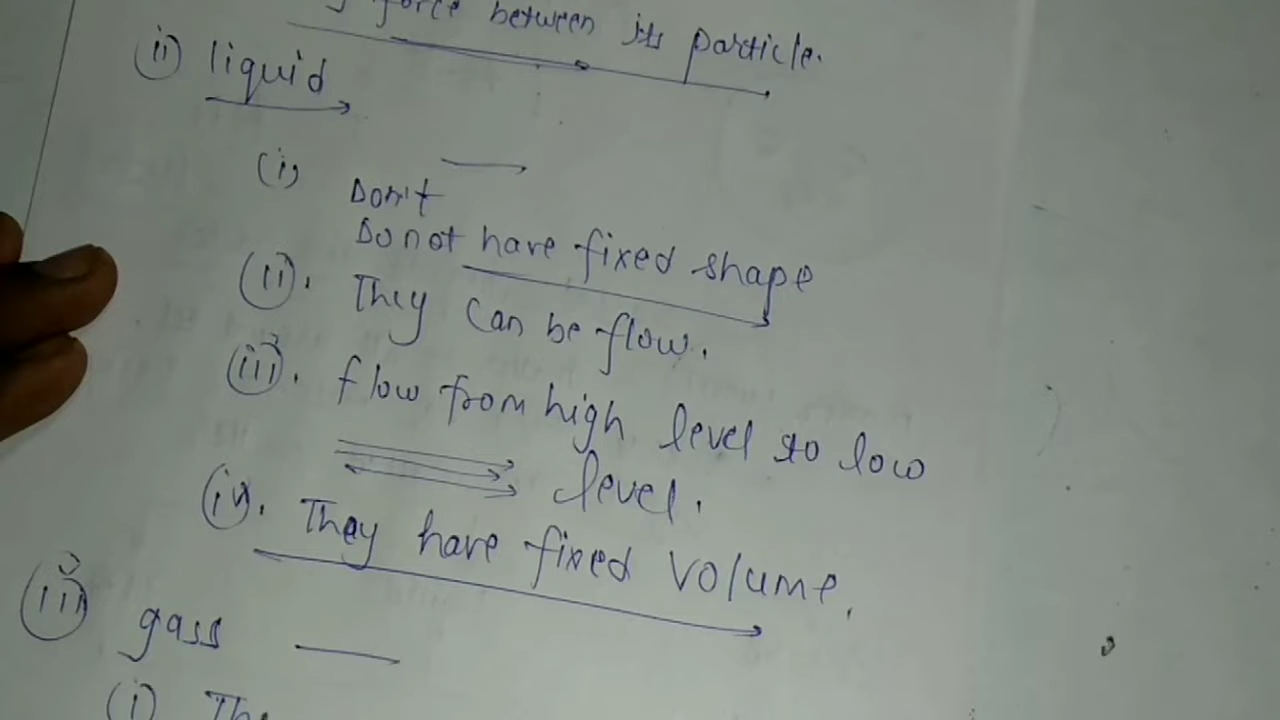 force between its particle.
(ii) liquid
(i)
Don't
Do not have fixed shape
(ii). They can be flow.
(iii). flow from high level to low
level.
(iv). They have fixed volume.
(iii) gass
(i) The